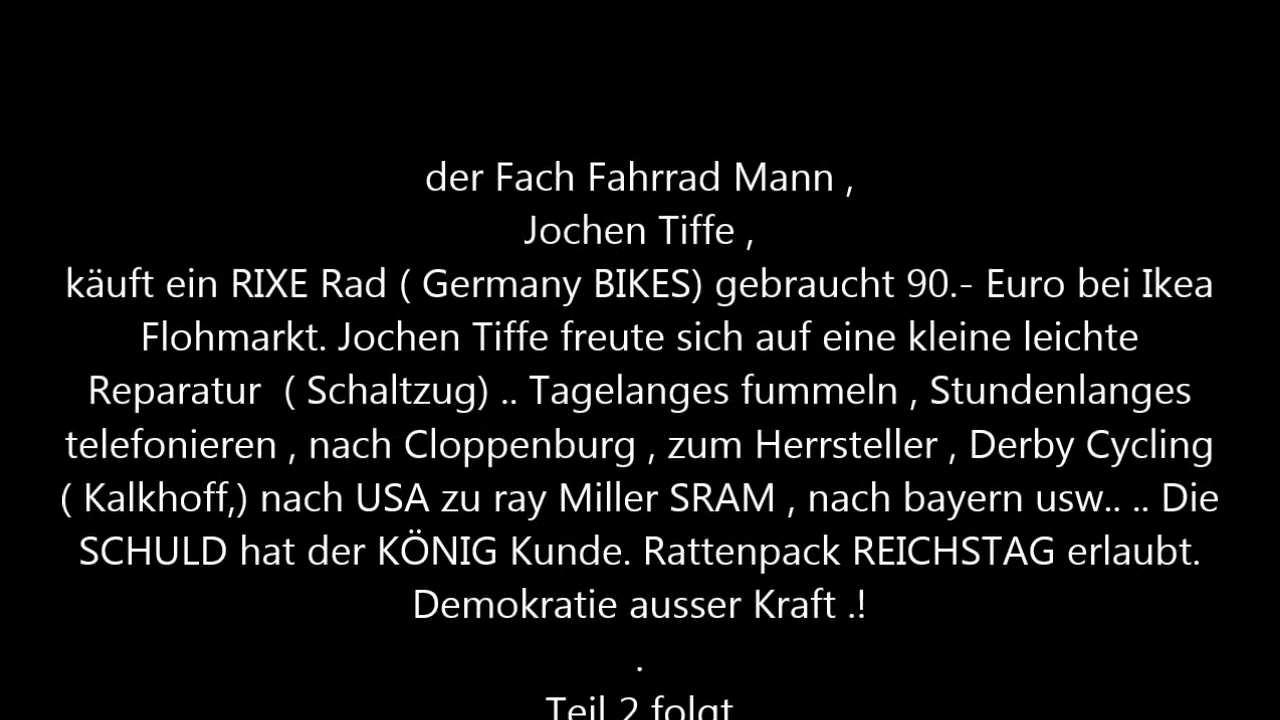 der Fach Fahrrad Mann ,
Jochen Tiffe ,
käuft ein RIXE Rad ( Germany BIKES) gebraucht 90.- Euro bei Ikea
Flohmarkt. Jochen Tiffe freute sich auf eine kleine leichte
Reparatur  ( Schaltzug) .. Tagelanges fummeln , Stundenlanges
telefonieren , nach Cloppenburg , zum Herrsteller , Derby Cycling
( Kalkhoff,) nach USA zu ray Miller SRAM , nach bayern usw.. .. Die
SCHULD hat der KÖNIG Kunde. Rattenpack REICHSTAG erlaubt.
Demokratie ausser Kraft .!
.
Teil 2 folgt